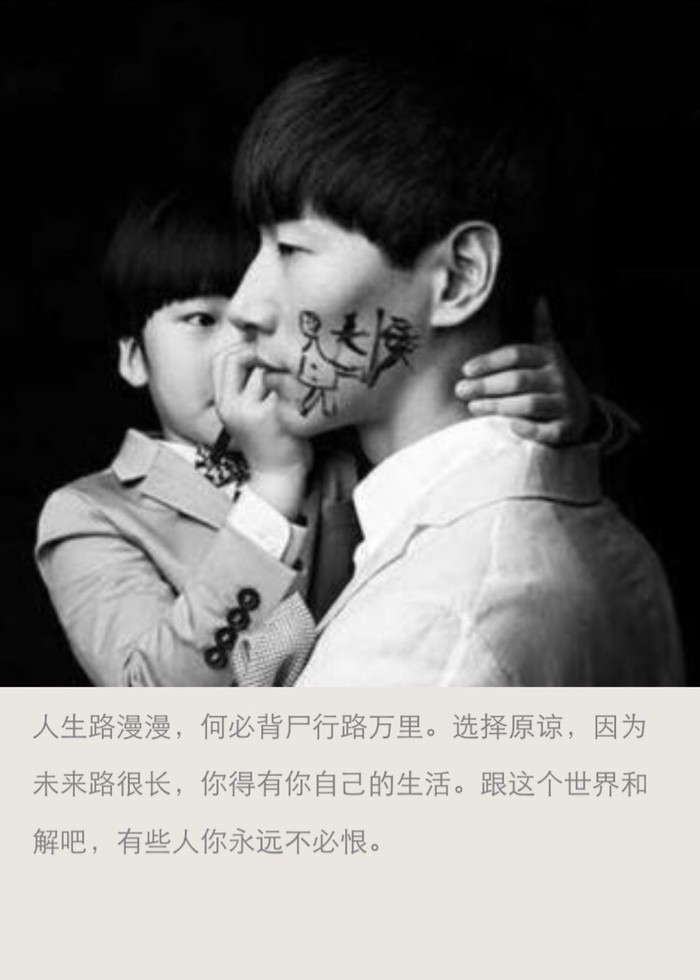 人生路漫漫，何必背尸行路万里。选择原谅，因为
未来路很长，你得有你自己的生活。跟这个世界和
解吧，有些人你永远不必恨。